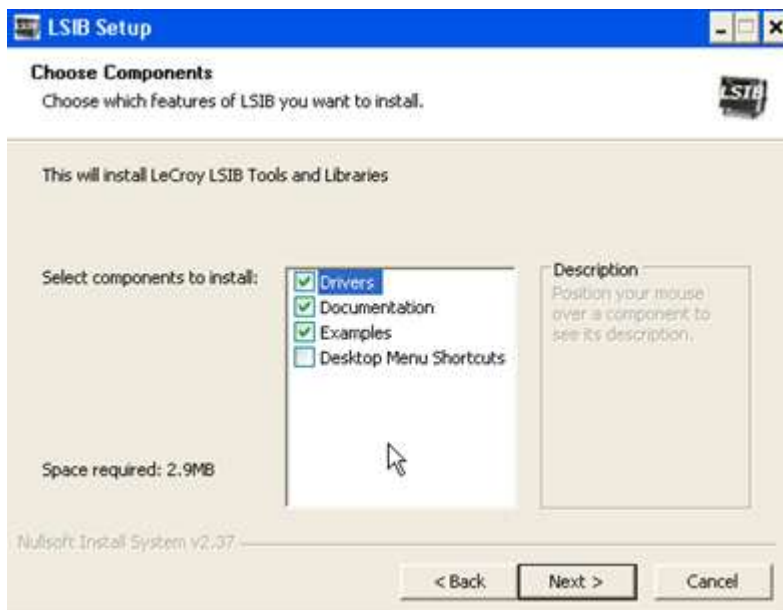 LSIB Setup
Choose Components
Choose which features of LSIB you want to install.
LSIB
This will install LeCroy LSIB Tools and Libraries
Select components to install:
Drivers
Documentation
Examples
Desktop Menu Shortcuts
Description
Position your mouse
over a component to
see its description.
Space required: 2.9MB
Nullsoft Install System v2.37
< Back
Next >
Cancel